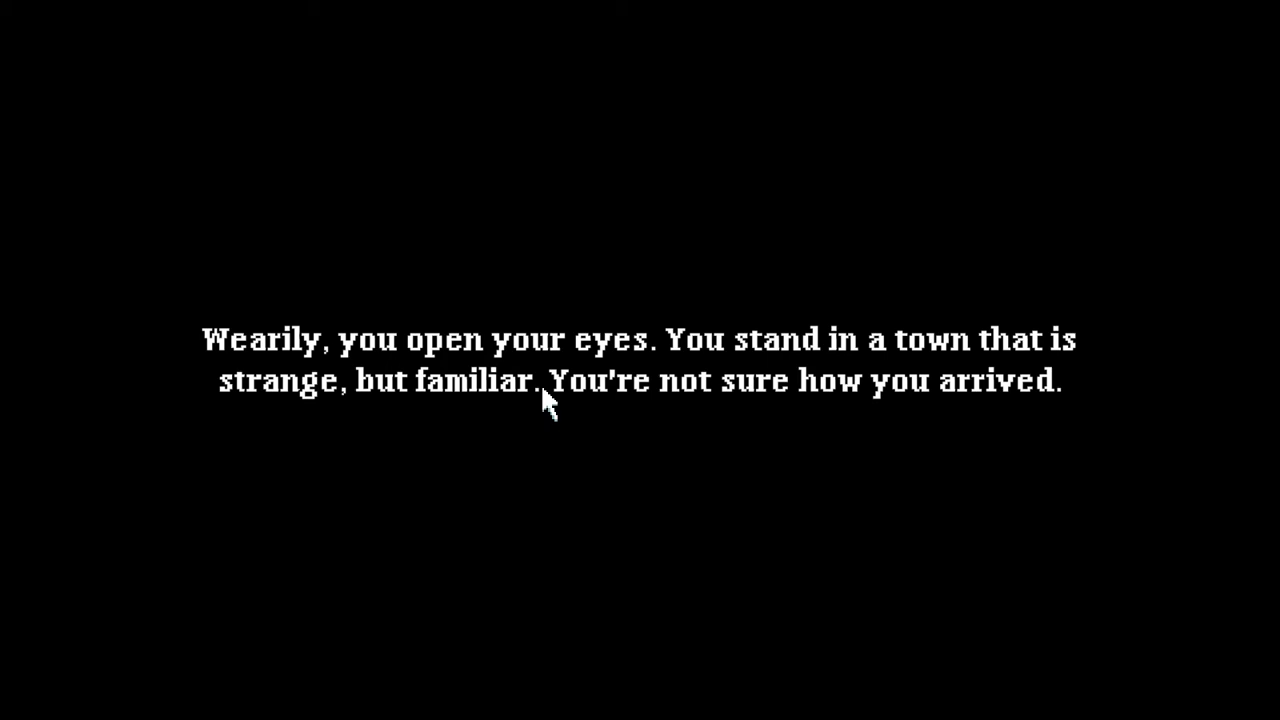 Wearily, you open your eyes. You stand in a town that is
strange, but familiar. You're not sure how you arrived.